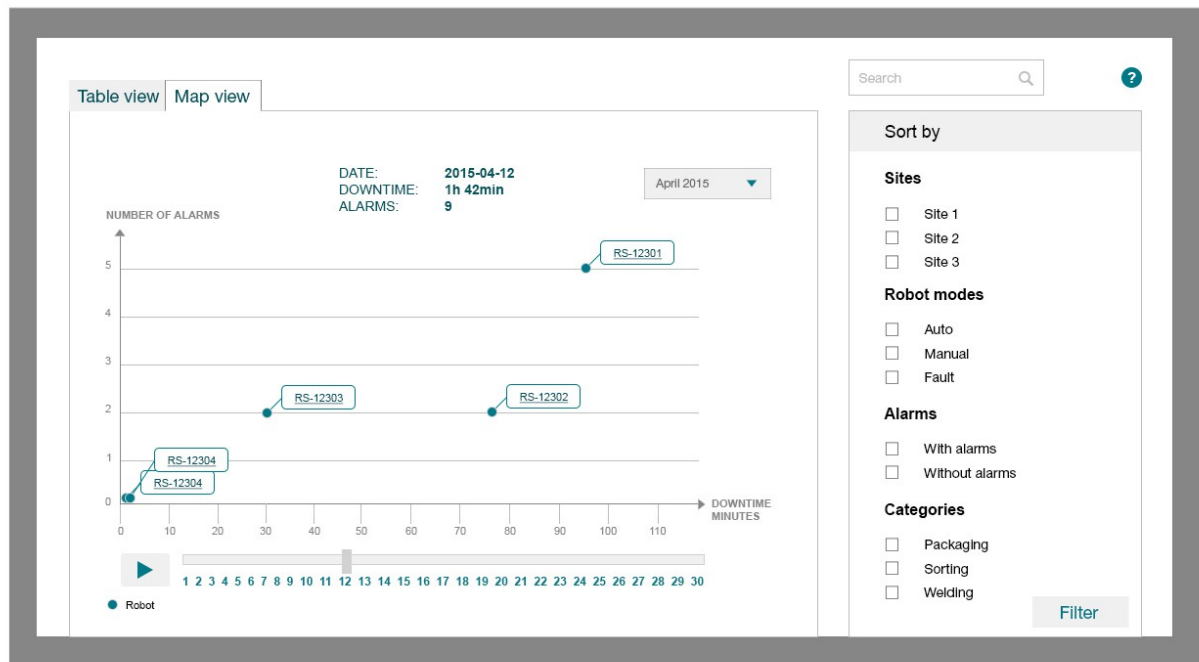 Table view
Map view
DATE: 2015-04-12
DOWNTIME: 1h 42min
ALARMS: 9
April 2015
NUMBER OF ALARMS
5
4
3
2
1
0
RS-12301
RS-12303
RS-12302
RS-12304
RS-12304
0 10 20 30 40 50 60 70 80 90 100 110
DOWNTIME
MINUTES
1 2 3 4 5 6 7 8 9 10 11 12 13 14 15 16 17 18 19 20 21 22 23 24 25 26 27 28 29 30
Robot
Search
?
Sort by
Sites
Site 1
Site 2
Site 3
Robot modes
Auto
Manual
Fault
Alarms
With alarms
Without alarms
Categories
Packaging
Sorting
Welding
Filter